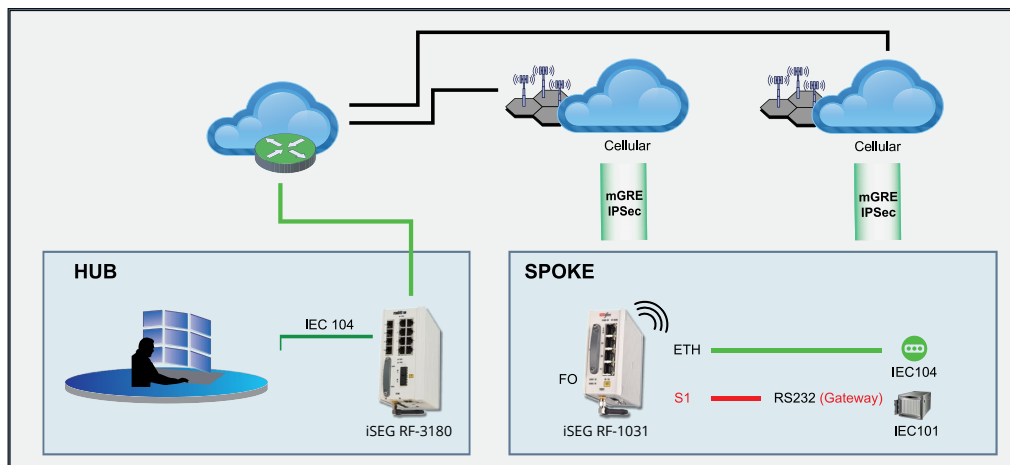 Cellular
Cellular
mGRE
IPSec
mGRE
IPSec
HUB
IEC 104
iSEG RF-3180
SPOKE
FO
iSEG RF-1031
ETH
IEC104
S1
RS232 (Gateway)
IEC101